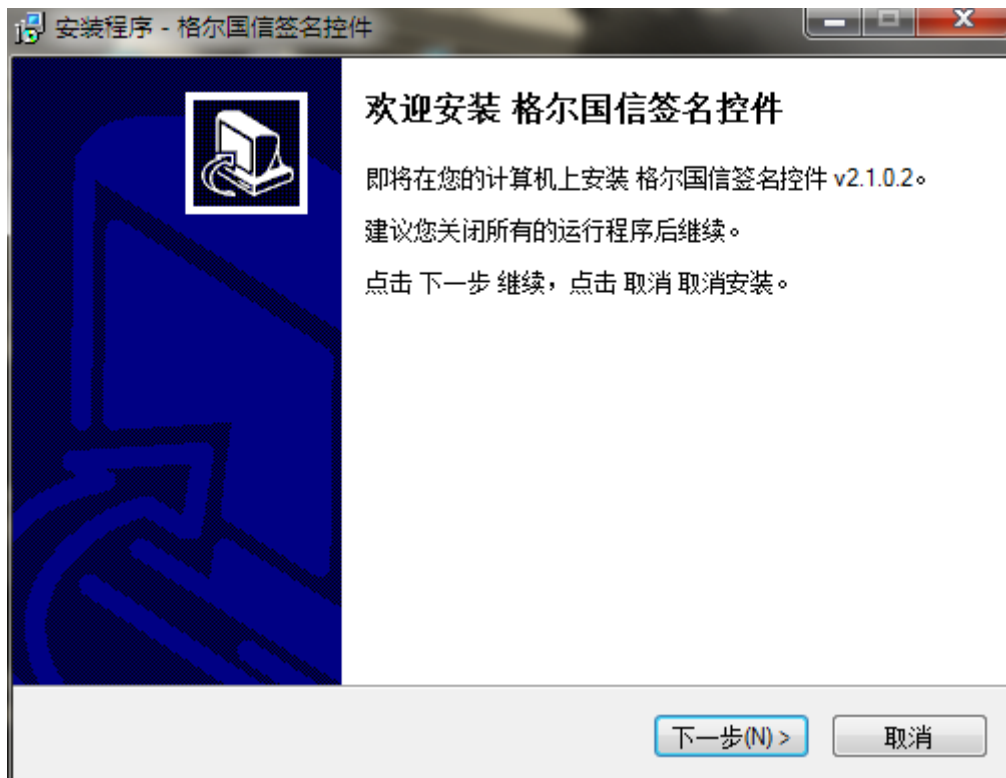 安装程序 - 格尔国信签名控件
欢迎安装 格尔国信签名控件
即将在您的计算机上安装 格尔国信签名控件 v2.1.0.2。
建议您关闭所有的运行程序后继续。
点击 下一步 继续，点击 取消 取消安装。
下一步(N) >
取消